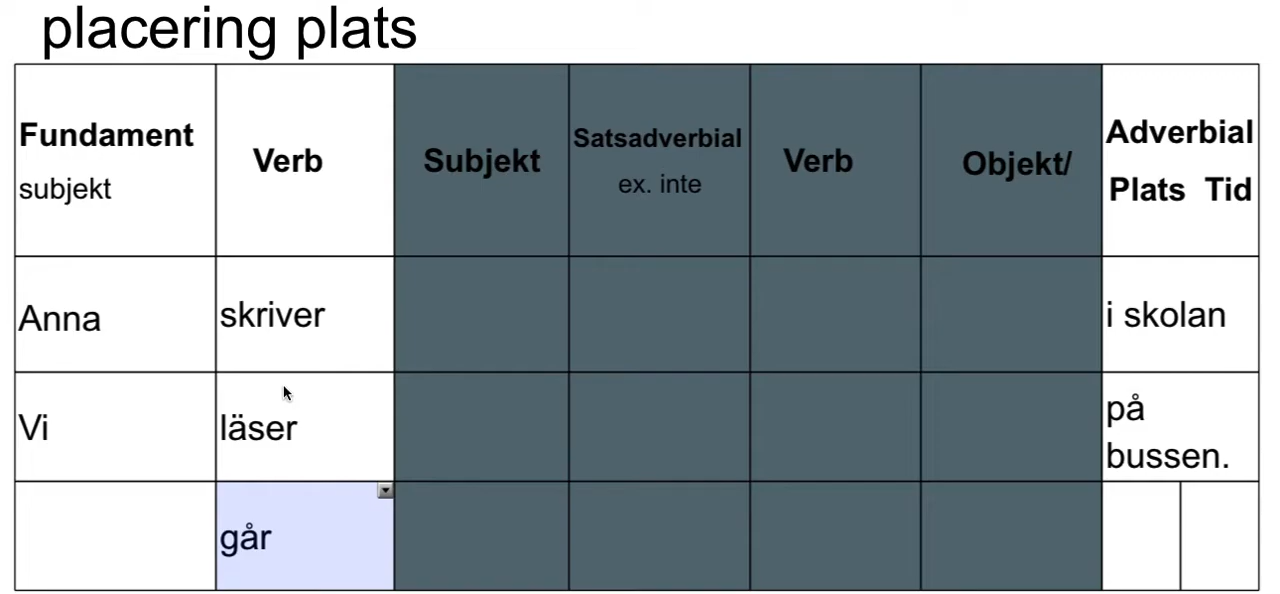 placering plats
Fundament
subjekt
Verb
Subjekt
Satsadverbial
ex. inte
Verb
Objekt/
Adverbial
Plats Tid
Anna
skriver
i skolan
Vi
läser
på
bussen.
går